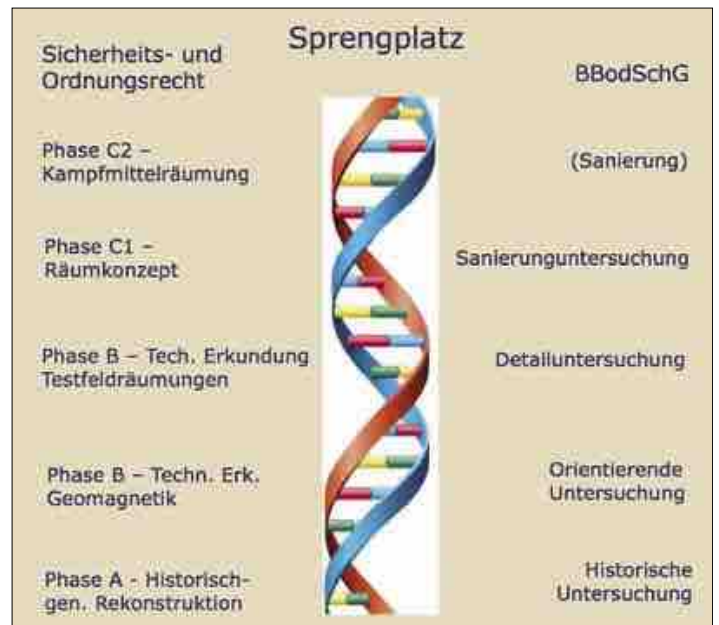 Sprengplatz
Sicherheits- und
Ordnungsrecht
BBodSchG
Phase C2 –
Kampfmittelräumung
(Sanierung)
Phase C1 –
Räumkonzept
Sanierunguntersuchung
Phase B – Tech. Erkundung
Testfeldräumungen
Detailuntersuchung
Phase B – Techn. Erk.
Geomagnetik
Orientierende
Untersuchung
Phase A - Historisch-
gen. Rekonstruktion
Historische
Untersuchung